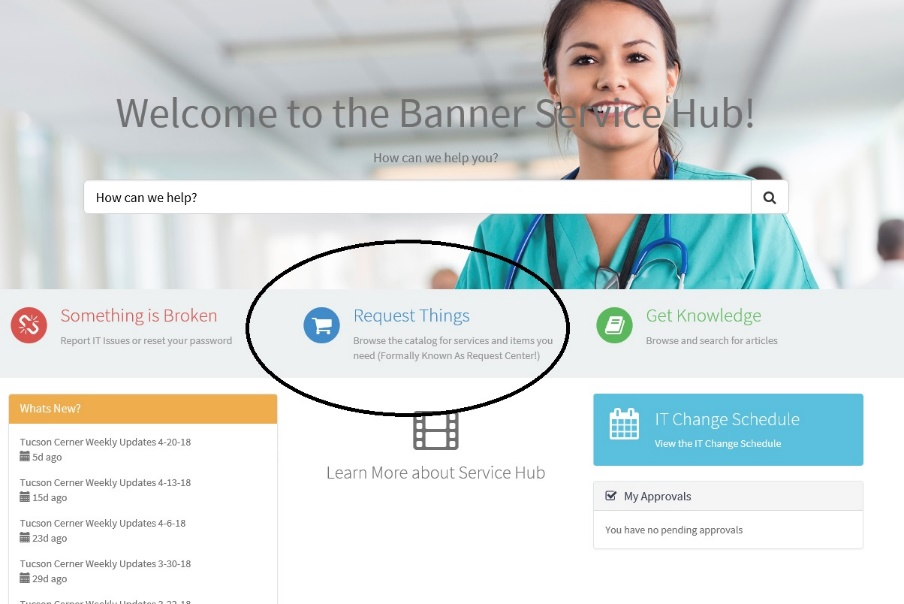 Welcome to the Banner Service Hub!
How can we help you?
How can we help?
Something is Broken
Report IT Issues or reset your password
Request Things
Browse the catalog for services and items you
need (Formally Known As Request Center!)
Get Knowledge
Browse and search for articles
Whats New?
Tucson Cerner Weekly Updates 4-20-18
5d ago
Tucson Cerner Weekly Updates 4-13-18
15d ago
Tucson Cerner Weekly Updates 4-6-18
23d ago
Tucson Cerner Weekly Updates 3-30-18
29d ago
Learn More about Service Hub
IT Change Schedule
View the IT Change Schedule
My Approvals
You have no pending approvals